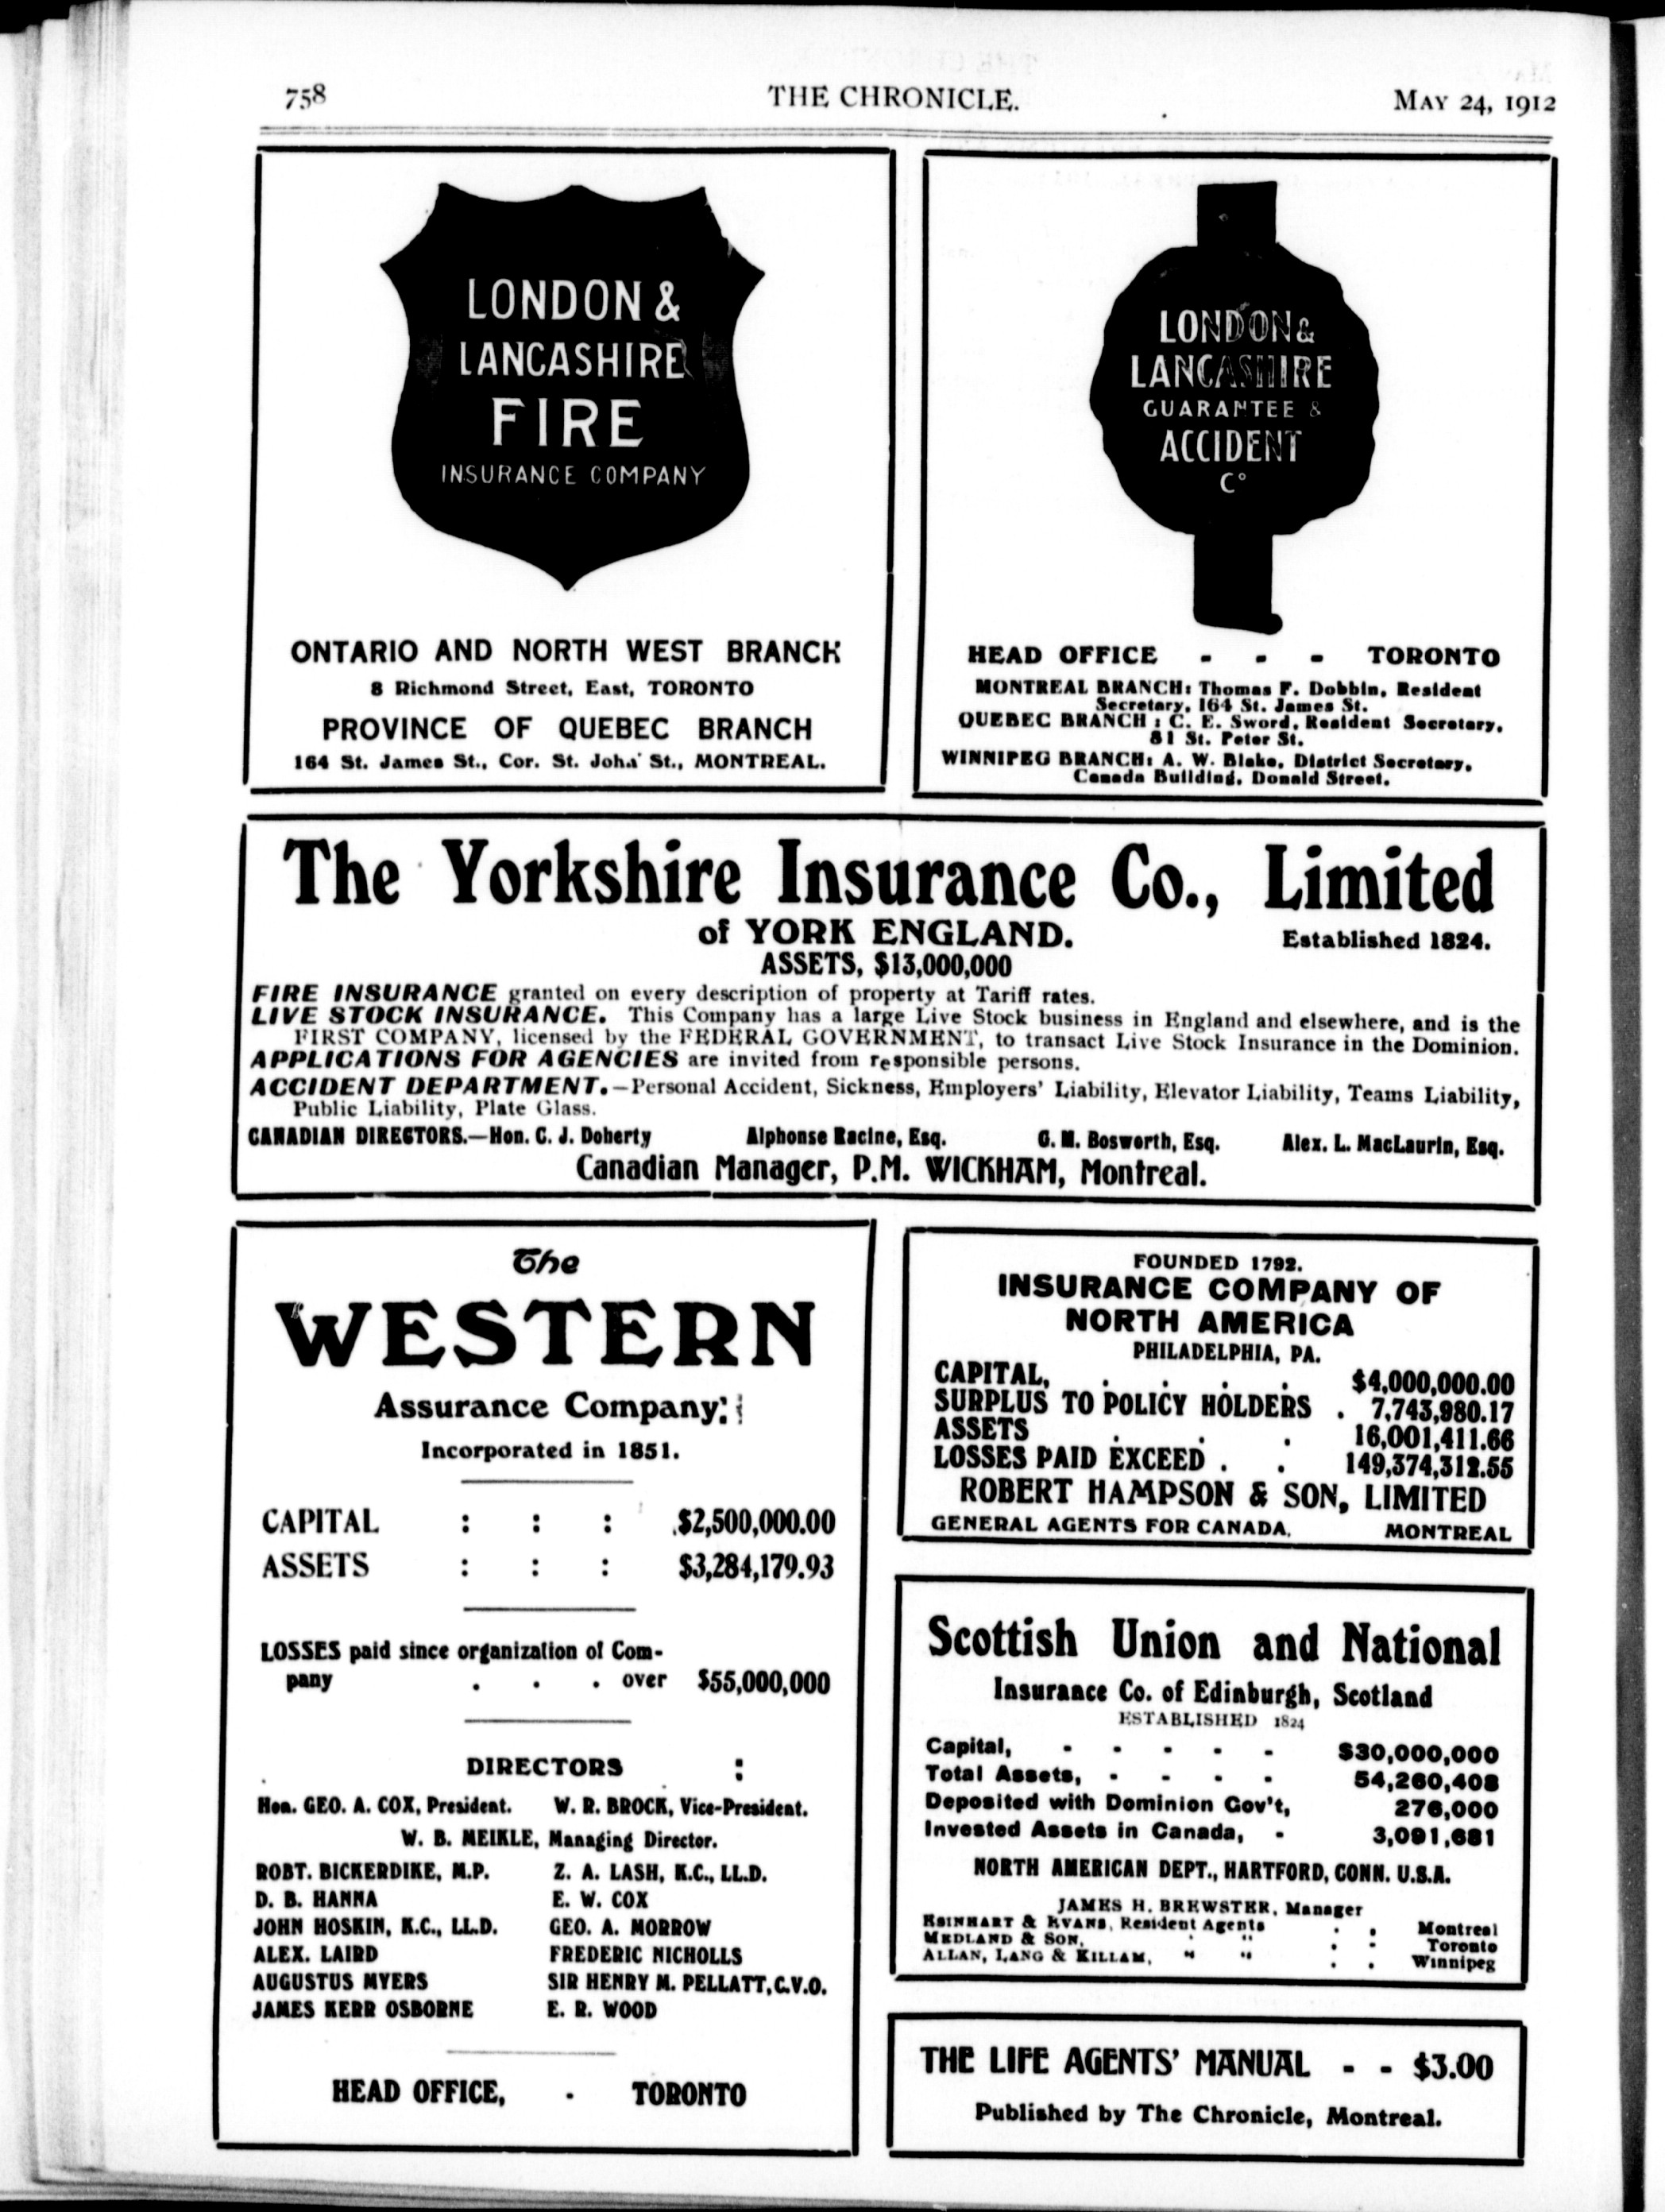 758
THE CHRONICLE.
MAY 24, 1912
LONDON &
LANCASHIRE
FIRE
INSURANCE COMPANY
ONTARIO AND NORTH WEST BRANCH
8 Richmond Street, East, TORONTO
PROVINCE OF QUEBEC BRANCH
164 St. James St., Cor. St. John St., MONTREAL.
LONDON &
LANCASHIRE
GUARANTEE &
ACCIDENT
Co
HEAD OFFICE - - - TORONTO
MONTREAL BRANCH: Thomas F. Dobbin, Resident
Secretary, 164 St. James St.
QUEBEC BRANCH : C. E. Sword, Resident Secretary,
81 St. Peter St.
WINNIPEG BRANCH: A. W. Blake, District Secretary,
Canada Building, Donald Street.
The Yorkshire Insurance Co., Limited
of YORK ENGLAND.
Established 1824.
ASSETS, $13,000,000
FIRE INSURANCE granted on every description of property at Tariff rates.
LIVE STOCK INSURANCE. This Company has a large Live Stock business in England and elsewhere, and is the
FIRST COMPANY, licensed by the FEDERAL GOVERNMENT, to transact Live Stock Insurance in the Dominion.
APPLICATIONS FOR AGENCIES are invited from responsible persons.
ACCIDENT DEPARTMENT.—Personal Accident, Sickness, Employers' Liability, Elevator Liability, Teams Liability,
Public Liability, Plate Glass.
CANADIAN DIRECTORS.—Hon. C. J. Doherty Alphonse Racine, Esq. G. M. Bosworth, Esq. Alex. L. MacLaurin, Esq.
Canadian Manager, P.M. WICKHAM, Montreal.
The
WESTERN
Assurance Company
Incorporated in 1851.
CAPITAL : : : $2,500,000.00
ASSETS : : : $3,284,179.93
LOSSES paid since organization of Com-
pany . . . over $55,000,000
DIRECTORS :
Hon. GEO. A. COX, President. W. R. BROCK, Vice-President.
W. B. MEIKLE, Managing Director.
ROBT. BICKERDIKE, M.P. Z. A. LASH, K.C., LL.D.
D. B. HANNA E. W. COX
JOHN HOSKIN, K.C., LL.D. GEO. A. MORROW
ALEX. LAIRD FREDERIC NICHOLLS
AUGUSTUS MYERS SIR HENRY M. PELLATT, C.V.O.
JAMES KERR OSBORNE E. R. WOOD
HEAD OFFICE, - TORONTO
FOUNDED 1792.
INSURANCE COMPANY OF
NORTH AMERICA
PHILADELPHIA, PA.
CAPITAL, . . . . $4,000,000.00
SURPLUS TO POLICY HOLDERS . 7,743,980.17
ASSETS . . . 16,001,411.66
LOSSES PAID EXCEED . . 149,374,312.55
ROBERT HAMPSON & SON, LIMITED
GENERAL AGENTS FOR CANADA, MONTREAL
Scottish Union and National
Insurance Co. of Edinburgh, Scotland
ESTABLISHED 1824
Capital, - - - - - $30,000,000
Total Assets, - - - - 54,260,408
Deposited with Dominion Gov't, 276,000
Invested Assets in Canada, - 3,091,681
NORTH AMERICAN DEPT., HARTFORD, CONN. U.S.A.
JAMES H. BREWSTER, Manager
ESINHART & EVANS, Resident Agents . . Montreal
MEDLAND & SON, " " . . Toronto
ALLAN, LANG & KILLAM, " " . . Winnipeg
THE LIFE AGENTS' MANUAL - - $3.00
Published by The Chronicle, Montreal.